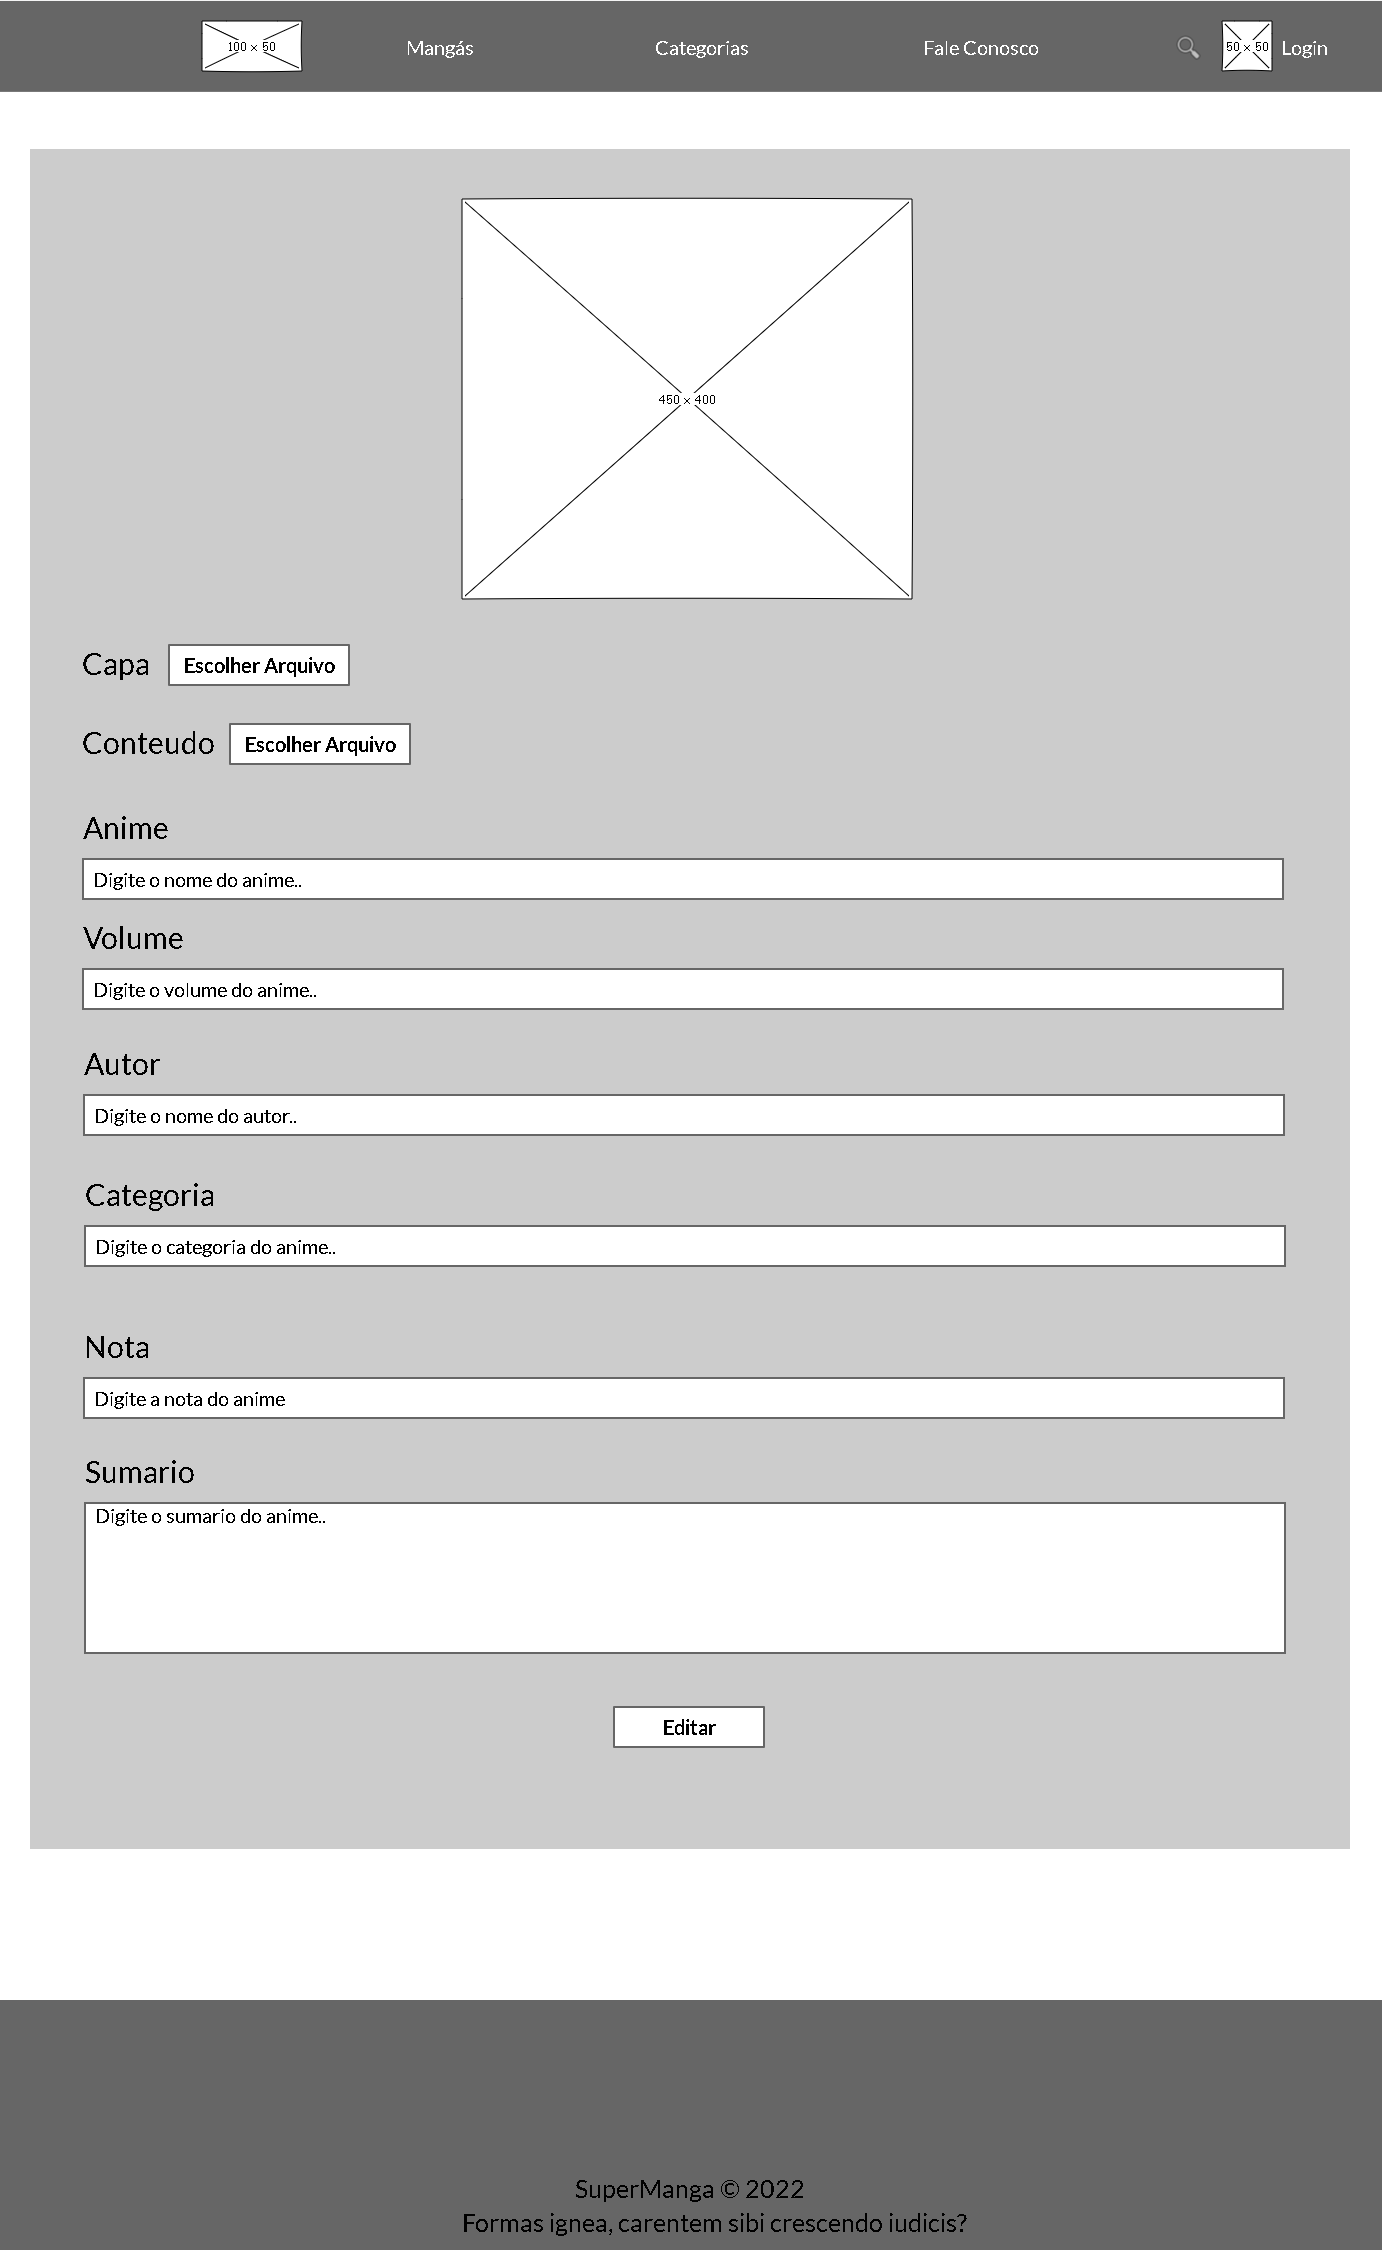 100 x 50
Mangás
Categorias
Fale Conosco
50 x 50
Login
450 x 400
Capa
Escolher Arquivo
Conteudo
Escolher Arquivo
Anime
Digite o nome do anime..
Volume
Digite o volume do anime..
Autor
Digite o nome do autor..
Categoria
Digite o categoria do anime..
Nota
Digite a nota do anime
Sumario
Digite o sumario do anime..
Editar
SuperManga © 2022
Formas ignea, carentem sibi crescendo iudicis?